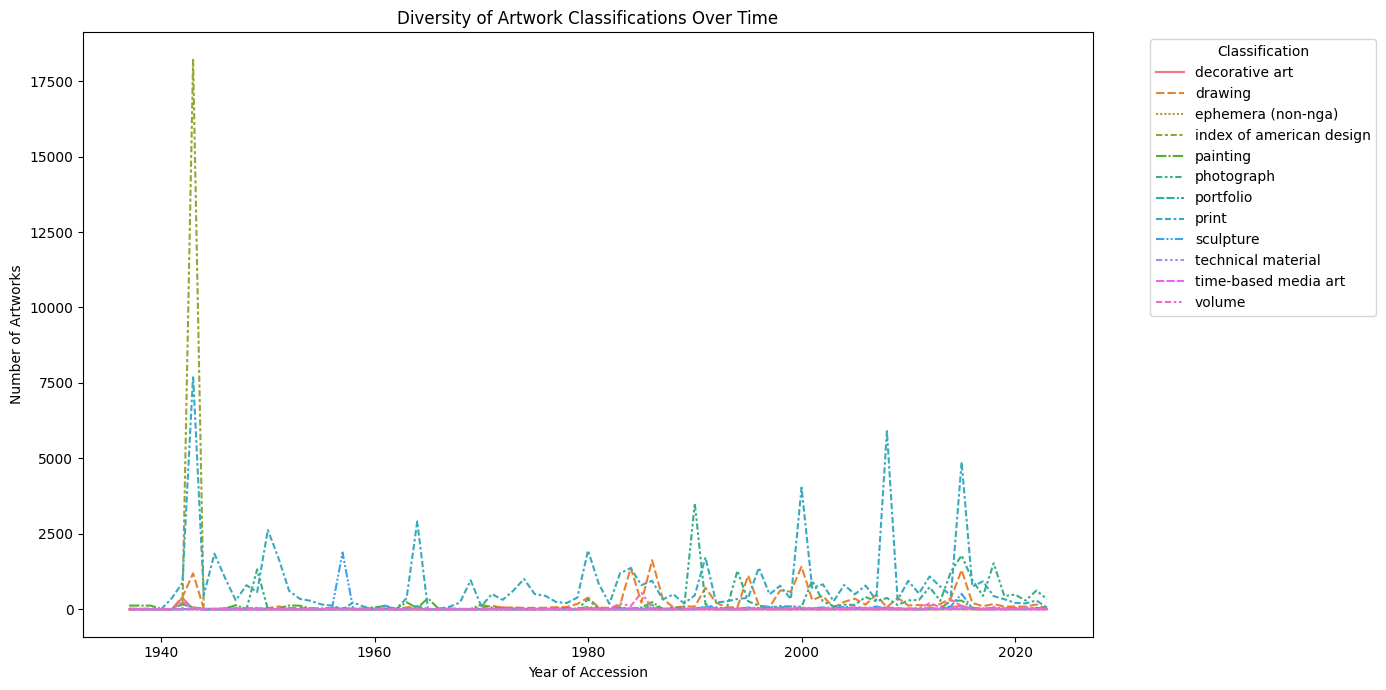 Diversity of Artwork Classifications Over Time
Number of Artworks
17500
15000
12500
10000
7500
5000
2500
0
1940
1960
1980
2000
2020
Year of Accession
Classification
decorative art
drawing
ephemera (non-nga)
index of american design
painting
photograph
portfolio
print
sculpture
technical material
time-based media art
volume